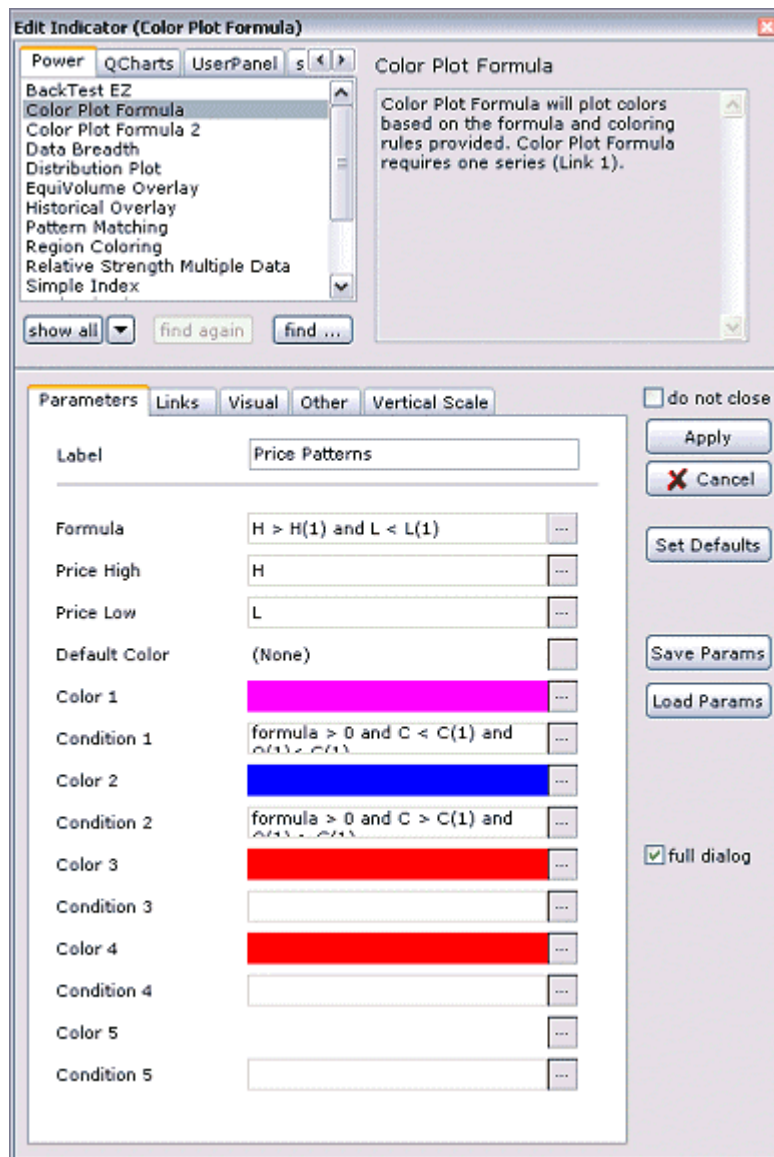 Edit Indicator (Color Plot Formula)
Power QCharts UserPanel s
BackTest EZ
Color Plot Formula
Color Plot Formula 2
Data Breadth
Distribution Plot
EquiVolume Overlay
Historical Overlay
Pattern Matching
Region Coloring
Relative Strength Multiple Data
Simple Index
show all find again find ...
Color Plot Formula
Color Plot Formula will plot colors
based on the formula and coloring
rules provided. Color Plot Formula
requires one series (Link 1).
Parameters Links Visual Other Vertical Scale
Label Price Patterns
Formula H > H(1) and L < L(1) ...
Price High H ...
Price Low L ...
Default Color (None)
Color 1 ...
Condition 1 formula > 0 and C < C(1) and ...
Color 2 ...
Condition 2 formula > 0 and C > C(1) and ...
Color 3 ...
Condition 3 ...
Color 4 ...
Condition 4 ...
Color 5 ...
Condition 5 ...
do not close
Apply
Cancel
Set Defaults
Save Params
Load Params
full dialog